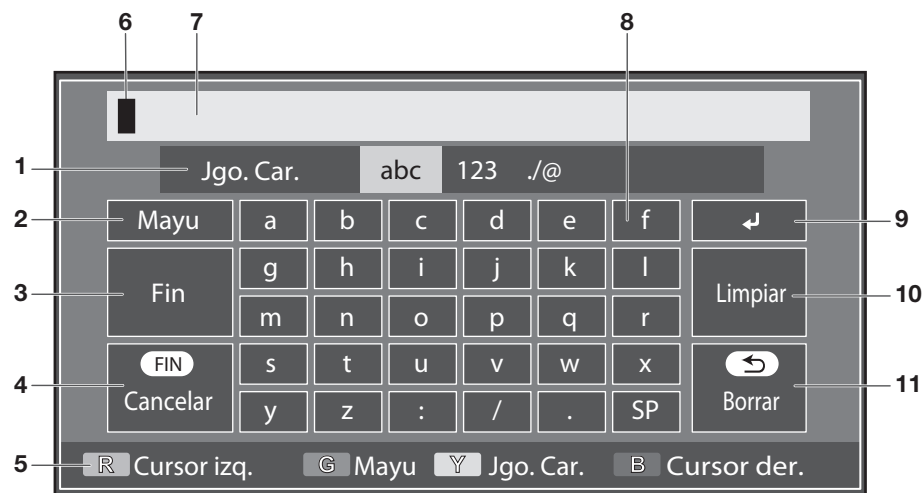 6 7 8
1 Jgo. Car. abc 123 ./@
2 Mayu a b c d e f ↵ 9
g h i j k l
3 Fin Limpiar 10
m n o p q r
FIN s t u v w x
4 Cancelar Borrar 11
y z : / . SP
5 R Cursor izq. G Mayu Y Jgo. Car. B Cursor der.